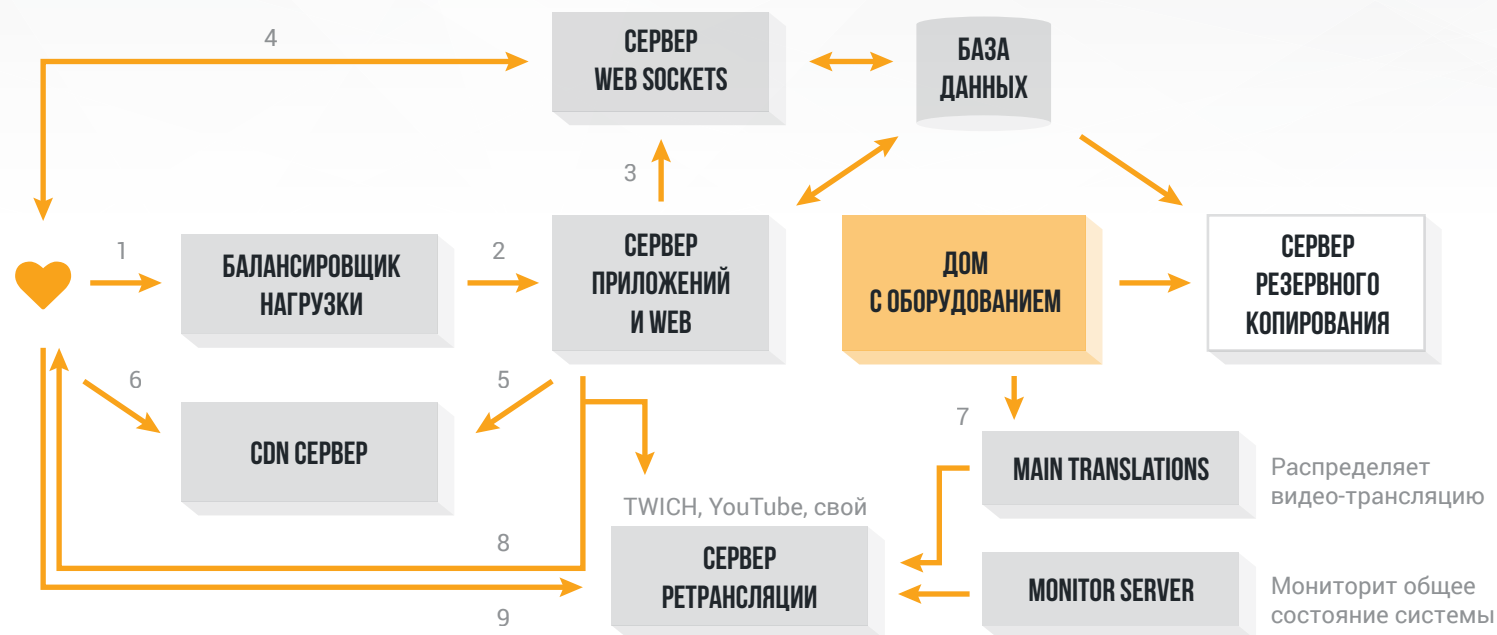 4
СЕРВЕР
WEB SOCKETS
БАЗА
ДАННЫХ
3
1
БАЛАНСИРОВЩИК
НАГРУЗКИ
2
СЕРВЕР
ПРИЛОЖЕНИЙ
И WEB
ДОМ
С ОБОРУДОВАНИЕМ
СЕРВЕР
РЕЗЕРВНОГО
КОПИРОВАНИЯ
6
5
CDN СЕРВЕР
7
MAIN TRANSLATIONS
Распределяет
видео-трансляцию
TWICH, YouTube, свой
СЕРВЕР
РЕТРАНСЛЯЦИИ
8
9
MONITOR SERVER
Мониторит общее
состояние системы